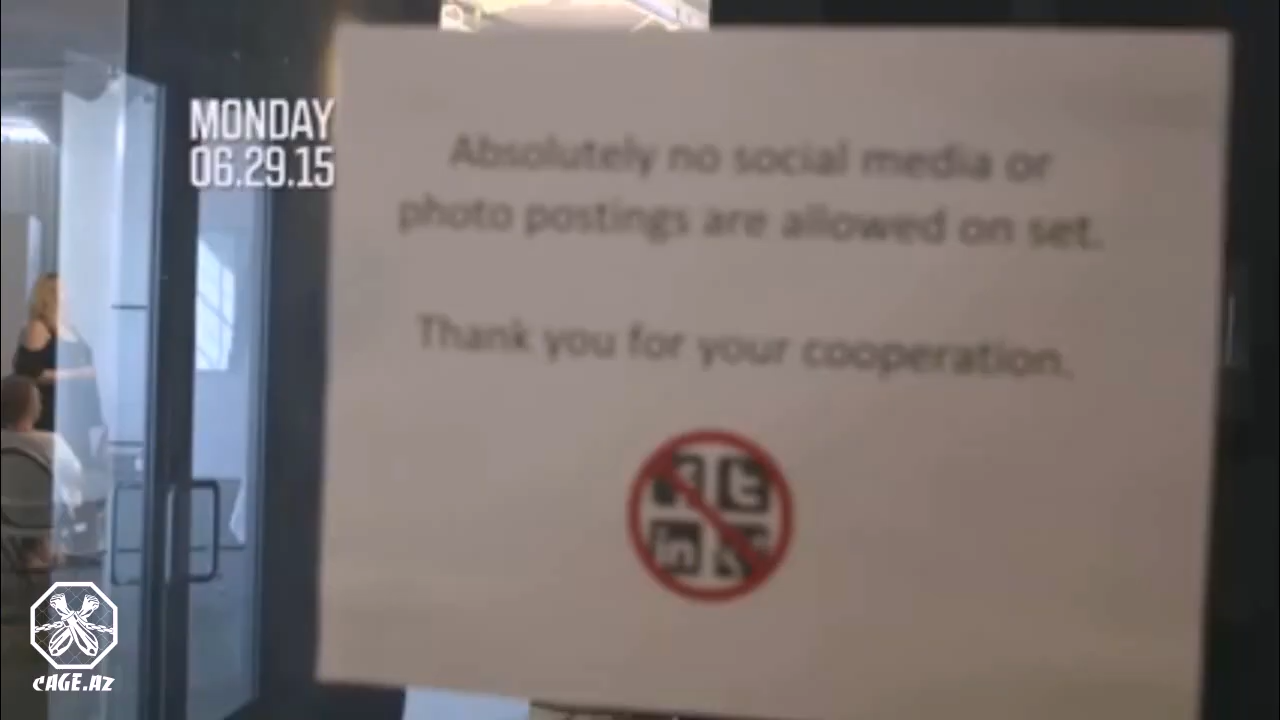 MONDAY
06.29.15
Absolutely no social media or
photo postings are allowed on set.
Thank you for your cooperation.
t
in
CAGE.AZ